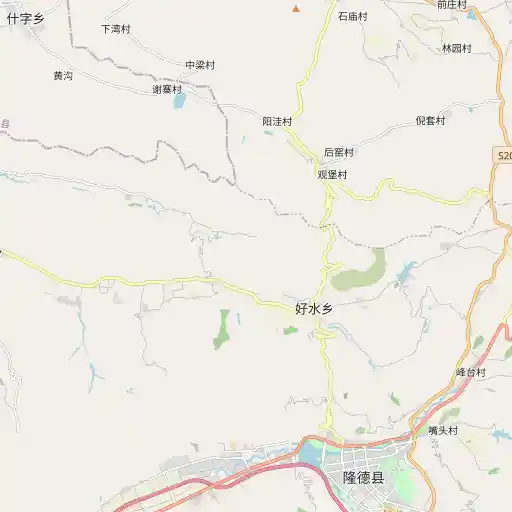 前庄村
石庙村
什字乡
下湾村
林园村
中梁村
黄沟
谢寨村
阳洼村
倪套村
县
后窑村
S20
观堡村
好水乡
峰台村
嘴头村
隆德县